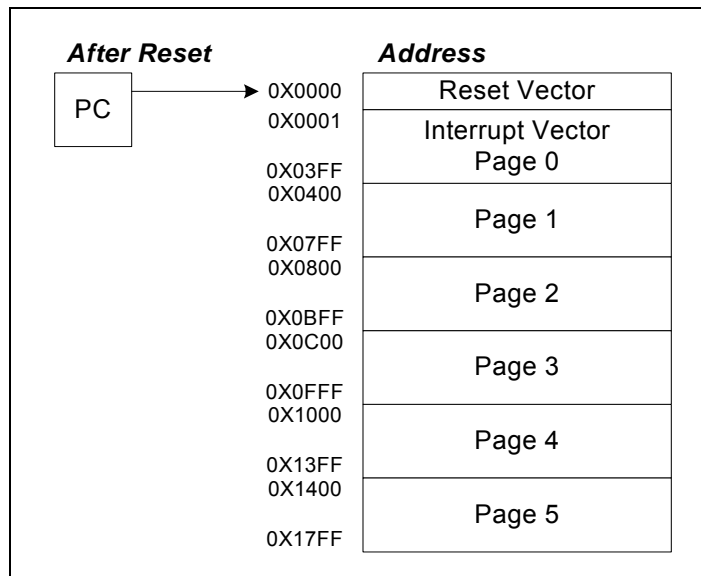 After Reset
Address
PC
0X0000
Reset Vector
0X0001
Interrupt Vector
Page 0
0X03FF
0X0400
Page 1
0X07FF
0X0800
Page 2
0X0BFF
0X0C00
Page 3
0X0FFF
0X1000
Page 4
0X13FF
0X1400
Page 5
0X17FF